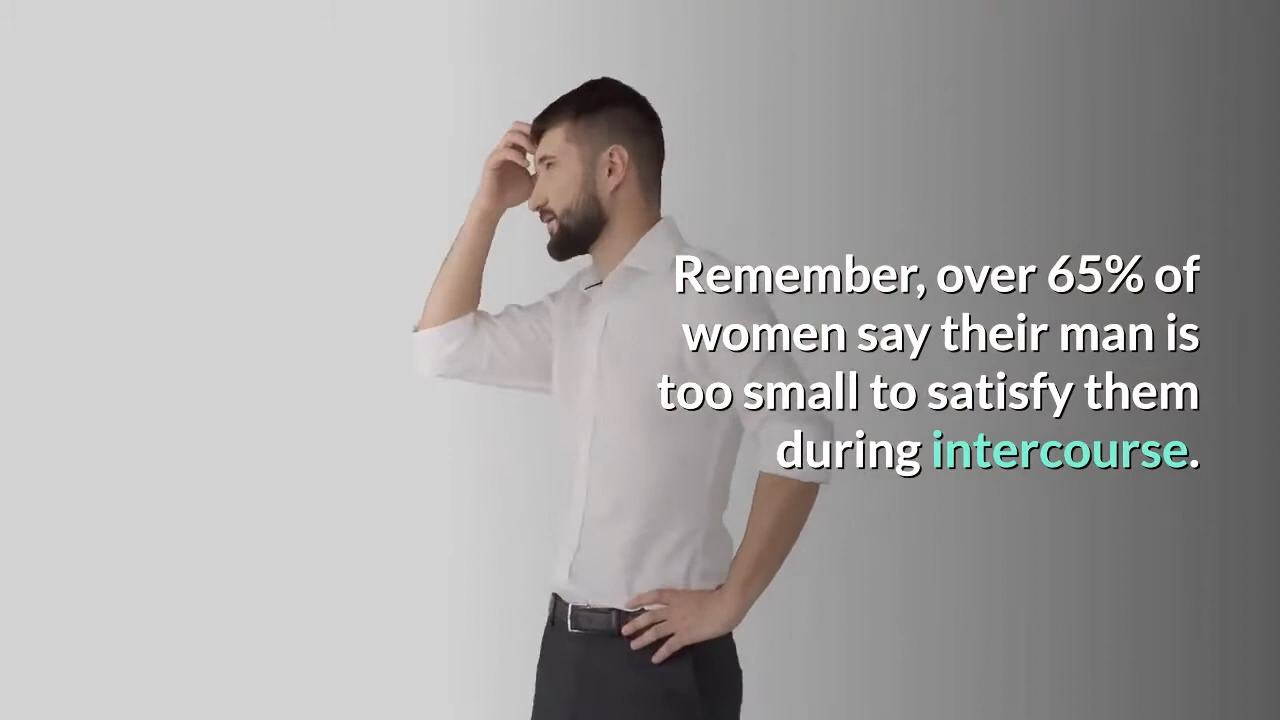 Remember, over 65% of
women say their man is
too small to satisfy them
during intercourse.